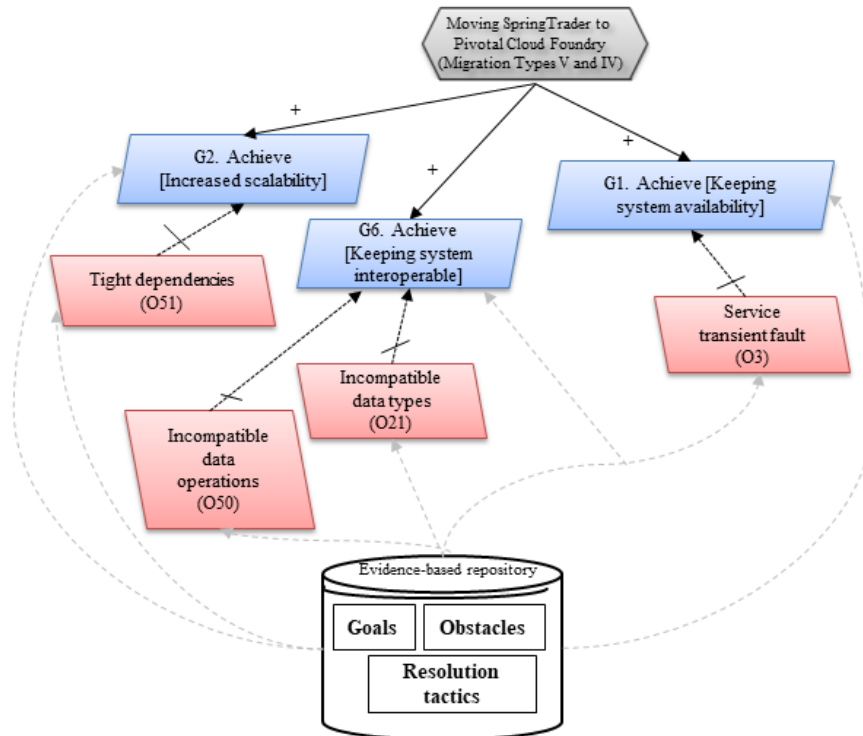 Moving SpringTrader to
Pivotal Cloud Foundry
(Migration Types V and IV)
+
+
+
G2. Achieve
[Increased scalability]
G1. Achieve [Keeping
system availability]
G6. Achieve
[Keeping system
interoperable]
Tight dependencies
(O51)
Service
transient fault
(O3)
Incompatible
data types
(O21)
Incompatible
data
operations
(O50)
Evidence-based repository
Goals
Obstacles
Resolution
tactics